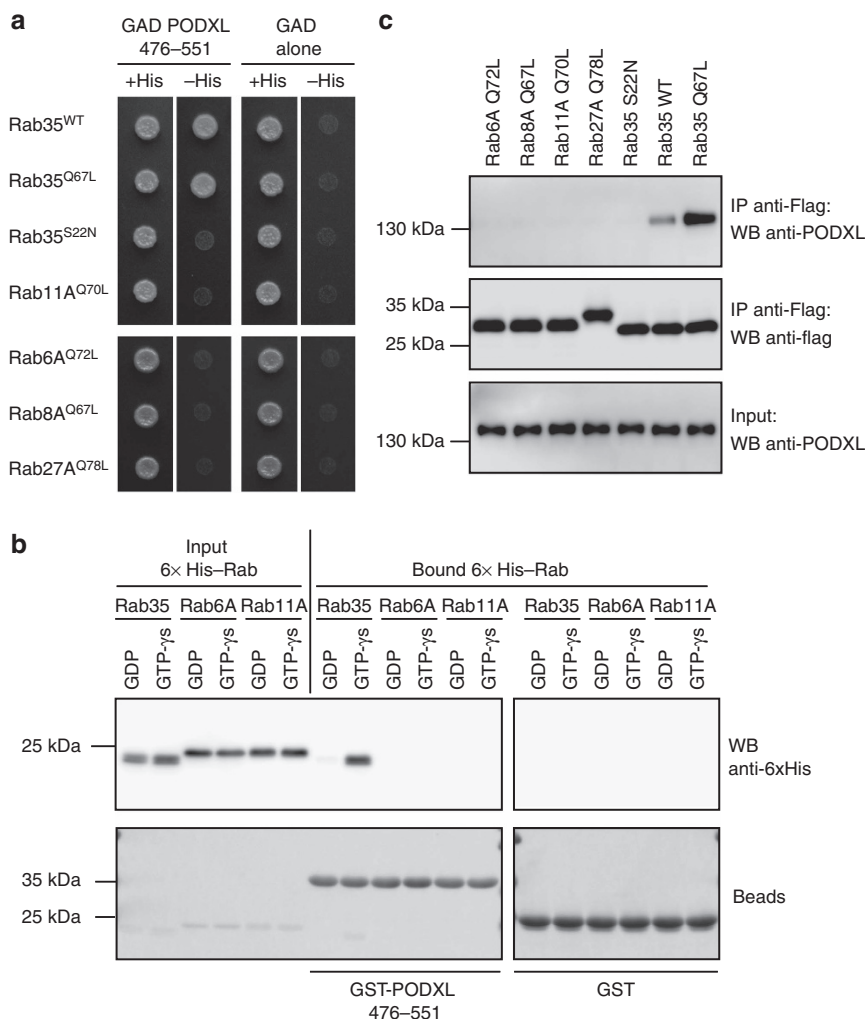 a
GAD PODXL
476–551
GAD
alone
+His
–His
+His
–His
Rab35WT
Rab35Q67L
Rab35S22N
Rab11AQ70L
Rab6AQ72L
Rab8AQ67L
Rab27AQ78L
c
Rab6A Q72L
Rab8A Q67L
Rab11A Q70L
Rab27A Q78L
Rab35 S22N
Rab35 WT
Rab35 Q67L
130 kDa
IP anti-Flag:
WB anti-PODXL
35 kDa
25 kDa
IP anti-Flag:
WB anti-flag
130 kDa
Input:
WB anti-PODXL
b
Input
6× His–Rab
Bound 6× His–Rab
Rab35 Rab6A Rab11A
Rab35 Rab6A Rab11A
Rab35 Rab6A Rab11A
GDP
GTP-γs
GDP
GTP-γs
GDP
GTP-γs
GDP
GTP-γs
GDP
GTP-γs
GDP
GTP-γs
GDP
GTP-γs
GDP
GTP-γs
GDP
GTP-γs
25 kDa
WB
anti-6xHis
35 kDa
25 kDa
Beads
GST-PODXL
476–551
GST